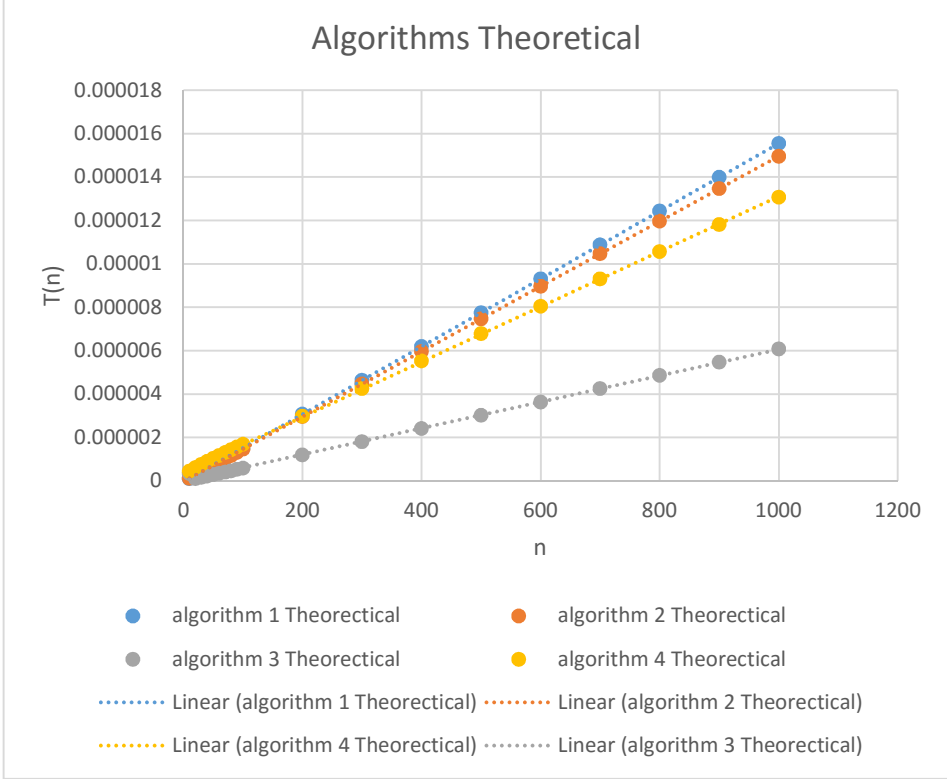 Algorithms Theoretical
0.000018
0.000016
0.000014
0.000012
0.00001
0.000008
0.000006
0.000004
0.000002
0
T(n)
0 200 400 600 800 1000 1200
n
algorithm 1 Theorectical algorithm 2 Theorectical
algorithm 3 Theorectical algorithm 4 Theorectical
Linear (algorithm 1 Theorectical) Linear (algorithm 2 Theorectical)
Linear (algorithm 4 Theorectical) Linear (algorithm 3 Theorectical)